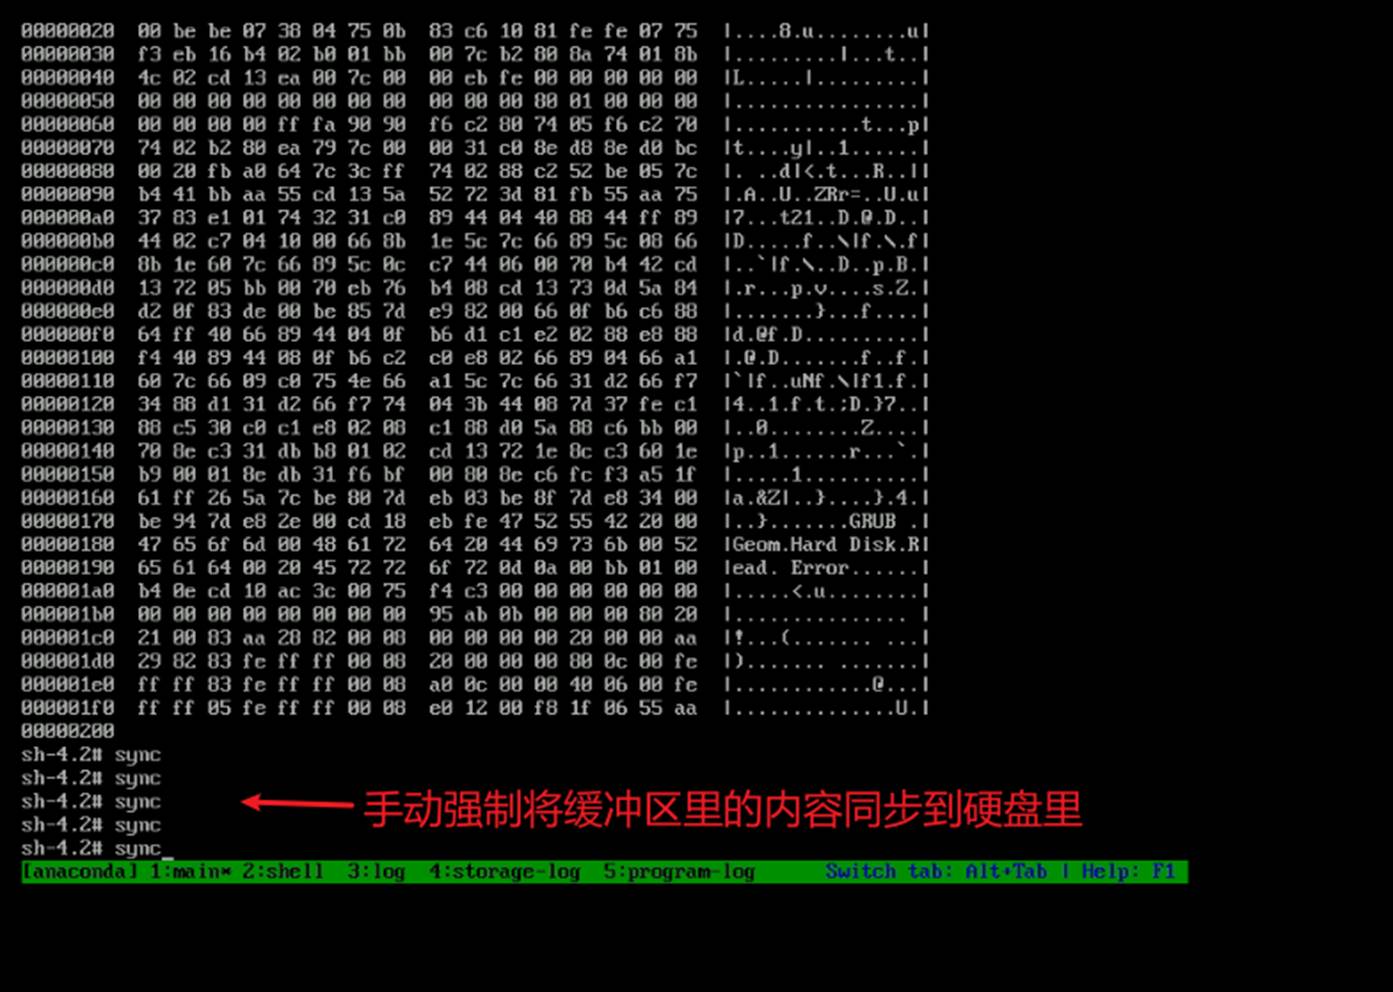 00000020  00 be be 07 38 04 75 0b  83 c6 10 81 fe fe 07 75  |....8.u........u|
00000030  f3 eb 16 b4 02 b0 01 bb  00 7c b2 80 8a 74 01 8b  |.........|...t..|
00000040  4c 02 cd 13 ea 00 7c 00  00 eb fe 00 00 00 00 00  |L.....|.........|
00000050  00 00 00 00 00 00 00 00  00 00 00 80 01 00 00 00  |................|
00000060  00 00 00 00 ff fa 90 90  f6 c2 80 74 05 f6 c2 70  |...........t...p|
00000070  74 02 b2 80 ea 79 7c 00  00 31 c0 8e d8 8e d0 bc  |t....y|..1......|
00000080  00 20 fb a0 64 7c 3c ff  74 02 88 c2 52 be 05 7c  |. ..d|<.t...R..||
00000090  b4 41 bb aa 55 cd 13 5a  52 72 3d 81 fb 55 aa 75  |.A..U..ZRr=..U.u|
000000a0  37 83 e1 01 74 32 31 c0  89 44 04 40 88 44 ff 89  |7...t21..D.@.D..|
000000b0  44 02 c7 04 10 00 66 8b  1e 5c 7c 66 89 5c 08 66  |D.....f..\|f.\.f|
000000c0  8b 1e 60 7c 66 89 5c 0c  c7 44 06 00 70 b4 42 cd  |..`|f.\..D..p.B.|
000000d0  13 72 05 bb 00 70 eb 76  b4 08 cd 13 73 0d 5a 84  |.r...p.v....s.Z.|
000000e0  d2 0f 83 de 00 be 85 7d  e9 82 00 66 0f b6 c6 88  |.......}...f....|
000000f0  64 ff 40 66 89 44 04 0f  b6 d1 c1 e2 02 88 e8 88  |d.@f.D..........|
00000100  f4 40 89 44 08 0f b6 c2  c0 e8 02 66 89 04 66 a1  |.@.D.......f..f.|
00000110  60 7c 66 09 c0 75 4e 66  a1 5c 7c 66 31 d2 66 f7  |`|f..uNf.\|f1.f.|
00000120  34 88 d1 31 d2 66 f7 74  04 3b 44 08 7d 37 fe c1  |4..1.f.t.;D.}7..|
00000130  88 c5 30 c0 c1 e8 02 08  c1 88 d0 5a 88 c6 bb 00  |..0........Z....|
00000140  70 8e c3 31 db b8 01 02  cd 13 72 1e 8c c3 60 1e  |p..1......r...`.|
00000150  b9 00 01 8e db 31 f6 bf  00 80 8e c6 fc f3 a5 1f  |.....1..........|
00000160  61 ff 26 5a 7c be 80 7d  eb 03 be 8f 7d e8 34 00  |a.&Z|..}....}.4.|
00000170  be 94 7d e8 2e 00 cd 18  eb fe 47 52 55 42 20 00  |..}.......GRUB .|
00000180  47 65 6f 6d 00 48 61 72  64 20 44 69 73 6b 00 52  |Geom.Hard Disk.R|
00000190  65 61 64 00 20 45 72 72  6f 72 0d 0a 00 bb 01 00  |ead. Error......|
000001a0  b4 0e cd 10 ac 3c 00 75  f4 c3 00 00 00 00 00 00  |.....<.u........|
000001b0  00 00 00 00 00 00 00 00  95 ab 0b 00 00 00 80 20  |............... |
000001c0  21 00 83 aa 28 82 00 08  00 00 00 00 20 00 00 aa  |!...(....... ...|
000001d0  29 82 83 fe ff ff 00 08  20 00 00 00 80 0c 00 fe  |)....... .......|
000001e0  ff ff 83 fe ff ff 00 08  a0 0c 00 00 40 06 00 fe  |............@...|
000001f0  ff ff 05 fe ff ff 00 08  e0 12 00 f8 1f 06 55 aa  |..............U.|
00000200
sh-4.2# sync
sh-4.2# sync
sh-4.2# sync
手动强制将缓冲区里的内容同步到硬盘里
sh-4.2# sync
sh-4.2# sync_
[anaconda] 1:main* 2:shell  3:log  4:storage-log  5:program-log      Switch tab: Alt+Tab | Help: F1